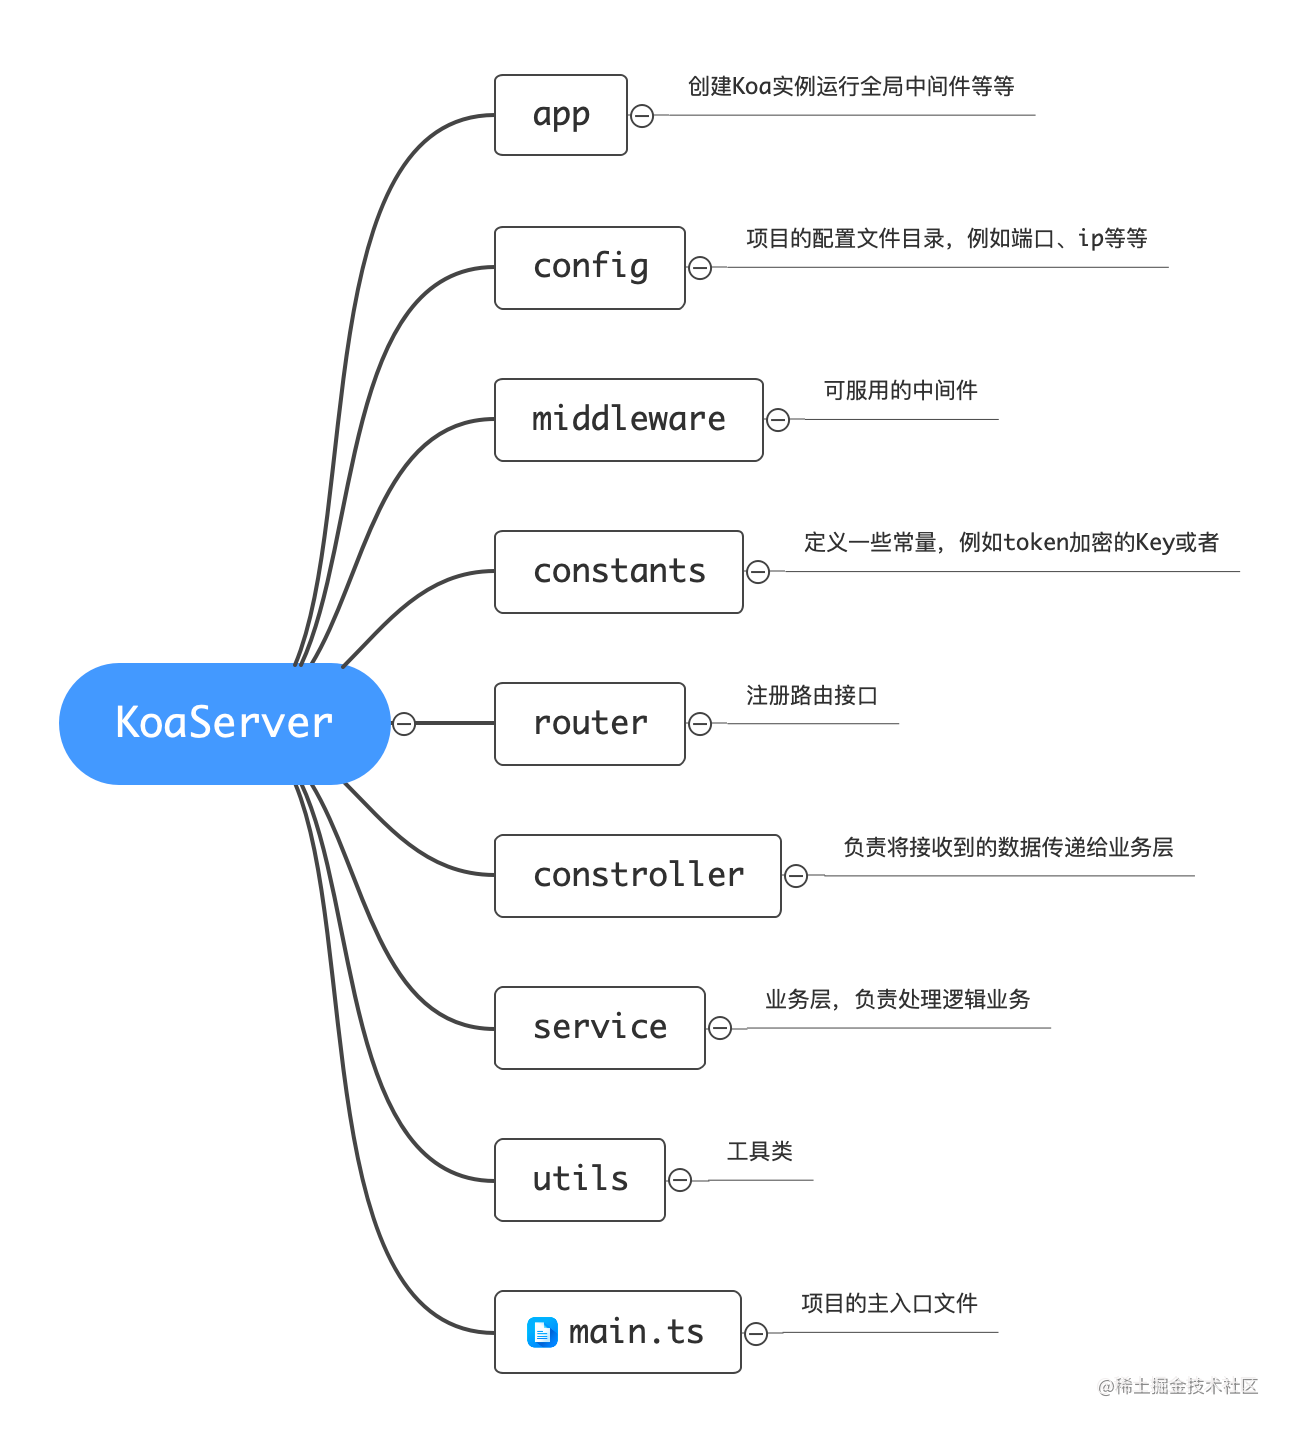 app
创建Koa实例运行全局中间件等等
config
项目的配置文件目录，例如端口、ip等等
middleware
可服用的中间件
constants
定义一些常量，例如token加密的Key或者
KoaServer
router
注册路由接口
constroller
负责将接收到的数据传递给业务层
service
业务层，负责处理逻辑业务
utils
工具类
main.ts
项目的主入口文件
@稀土掘金技术社区